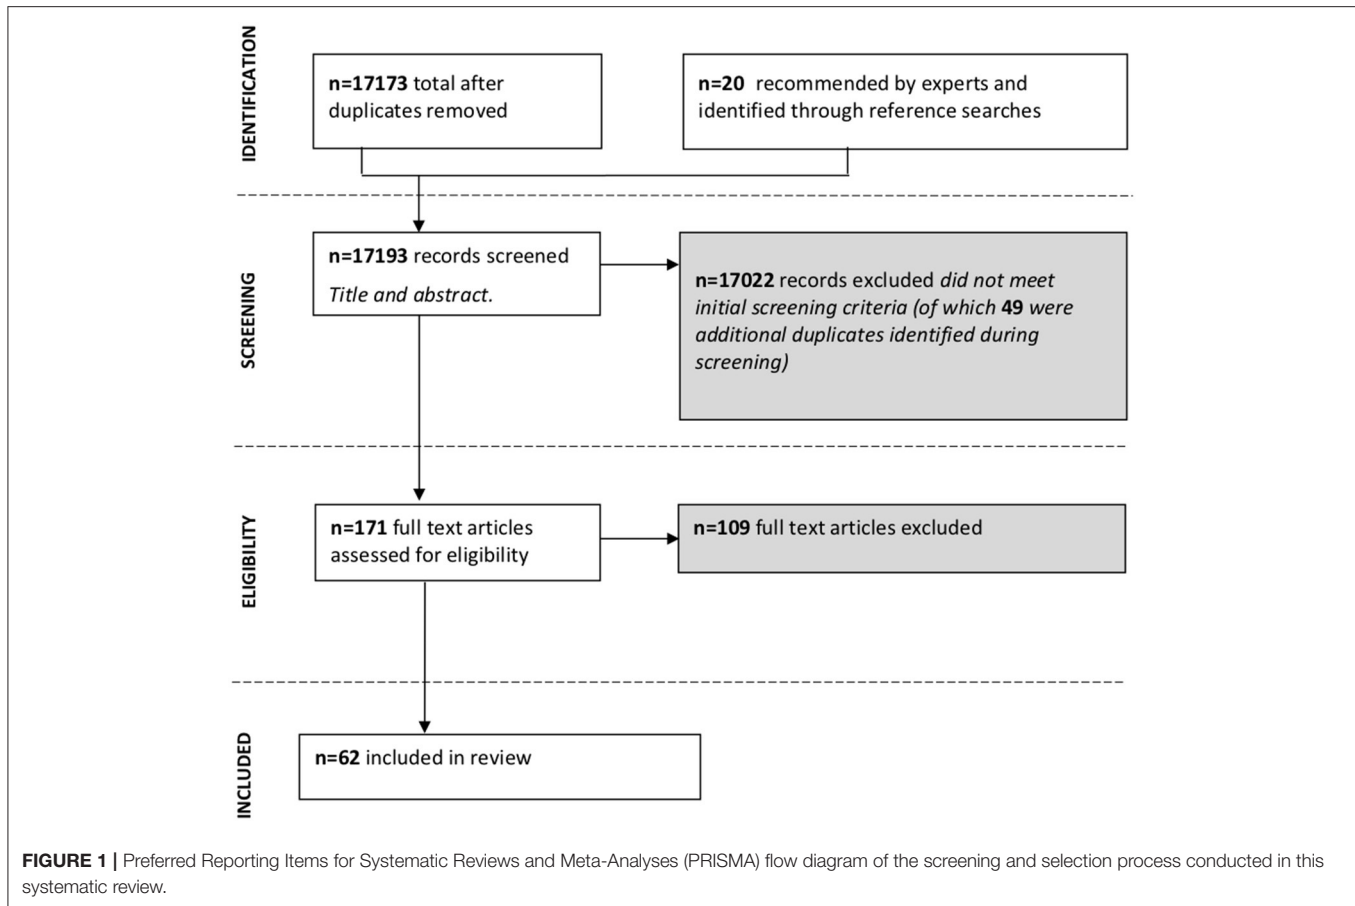 IDENTIFICATION
n=17173 total after
duplicates removed
n=20 recommended by experts and
identified through reference searches
SCREENING
n=17193 records screened
Title and abstract.
n=17022 records excluded did not meet
initial screening criteria (of which 49 were
additional duplicates identified during
screening)
ELIGIBILITY
n=171 full text articles
assessed for eligibility
n=109 full text articles excluded
INCLUDED
n=62 included in review
FIGURE 1 | Preferred Reporting Items for Systematic Reviews and Meta-Analyses (PRISMA) flow diagram of the screening and selection process conducted in this
systematic review.